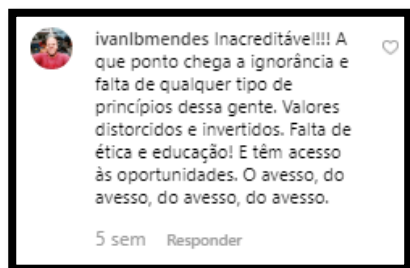 ivanlbmendes Inacreditável!!! A
que ponto chega a ignorância e
falta de qualquer tipo de
princípios dessa gente. Valores
distorcidos e invertidos. Falta de
ética e educação! E têm acesso
às oportunidades. O avesso, do
avesso, do avesso, do avesso.
5 sem Responder